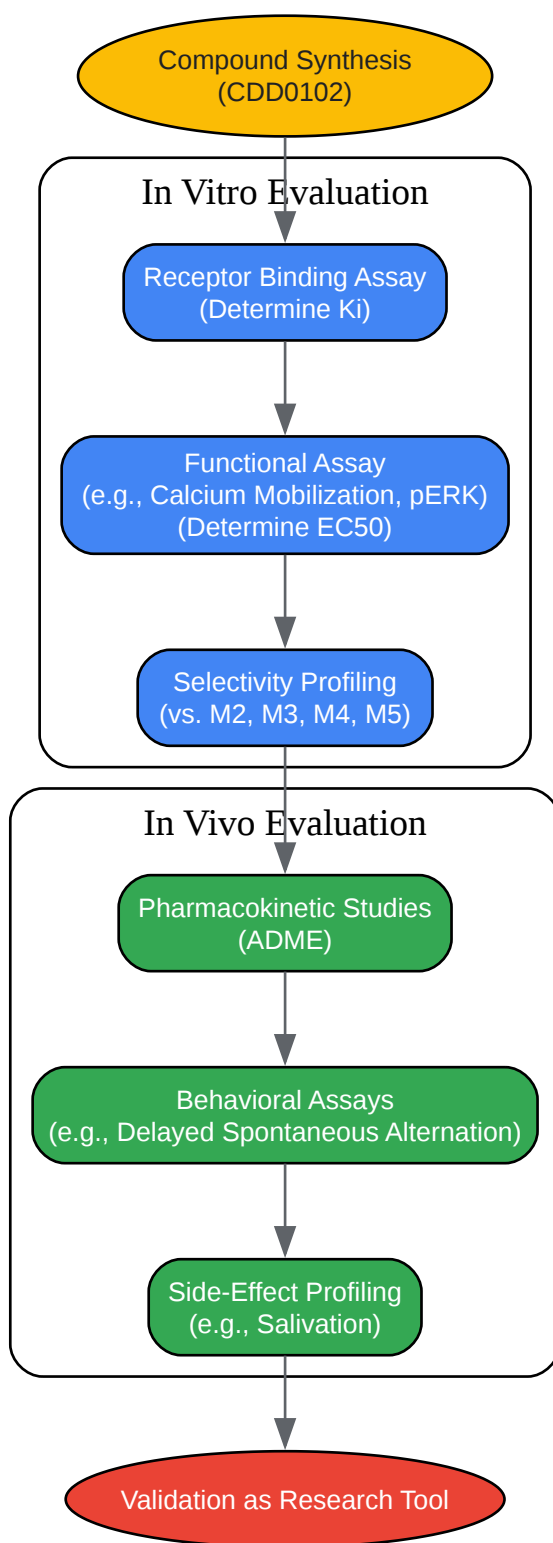 Compound Synthesis
(CDD0102)
In Vitro Evaluation
Receptor Binding Assay
(Determine Ki)
Functional Assay
(e.g., Calcium Mobilization, pERK)
(Determine EC50)
Selectivity Profiling
(vs. M2, M3, M4, M5)
In Vivo Evaluation
Pharmacokinetic Studies
(ADME)
Behavioral Assays
(e.g., Delayed Spontaneous Alternation)
Side-Effect Profiling
(e.g., Salivation)
Validation as Research Tool